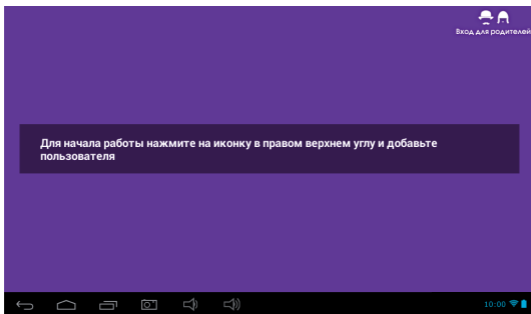 Вход для родителей
Для начала работы нажмите на иконку в правом верхнем углу и добавьте
пользователя
10:00